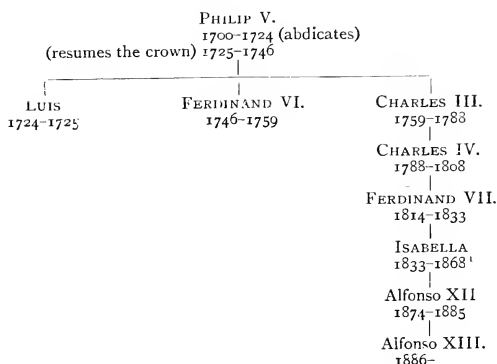 PHILIP V.
1700–1724 (abdicates)
(resumes the crown) 1725–1746
LUIS
1724–1725
FERDINAND VI.
1746–1759
CHARLES III.
1759–1788
CHARLES IV.
1788–1808
FERDINAND VII.
1814–1833
ISABELLA
1833–1868¹
Alfonso XII
1874–1885
Alfonso XIII.
1886–